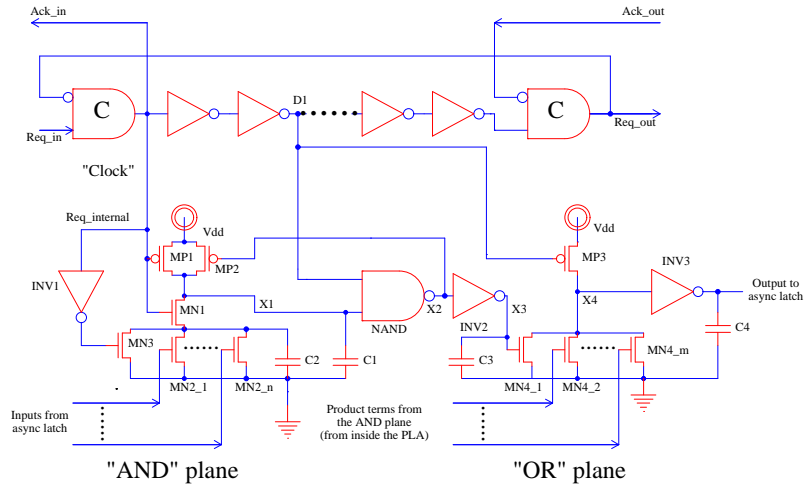 Ack_in
Ack_out
C
D1
C
Req_in
Req_out
"Clock"
Req_internal
Vdd
Vdd
MP1
MP2
MP3
INV1
INV3
MN1
X1
X2
X3
X4
Output to
async latch
NAND
INV2
MN3
C2
C1
C3
C4
MN2_1
MN2_n
MN4_1
MN4_2
MN4_m
Inputs from
async latch
Product terms from
the AND plane
(from inside the PLA)
"AND" plane
"OR" plane